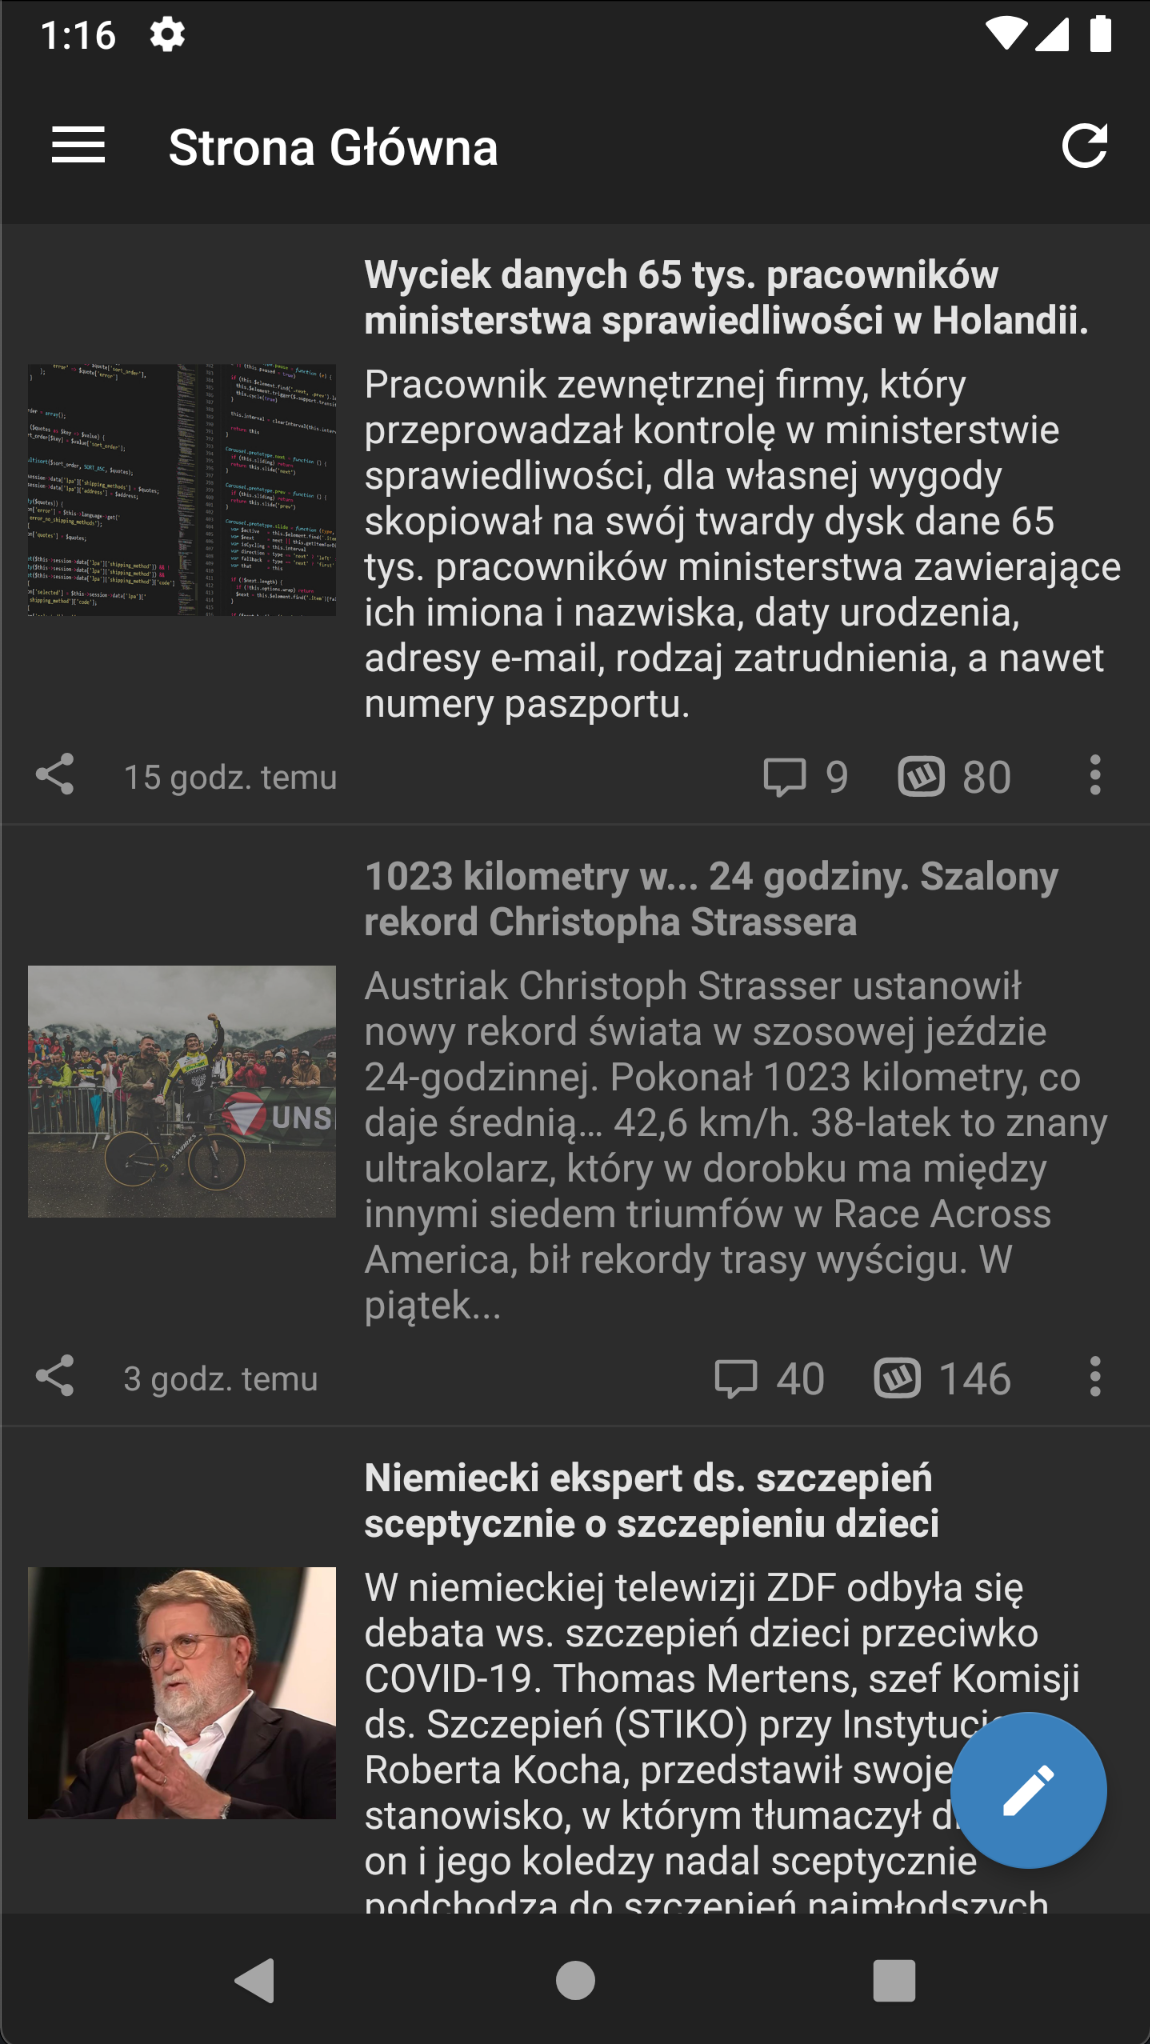 1:16
Strona Główna
Wyciek danych 65 tys. pracowników
ministerstwa sprawiedliwości w Holandii.
Pracownik zewnętrznej firmy, który
przeprowadzał kontrolę w ministerstwie
sprawiedliwości, dla własnej wygody
skopiował na swój twardy dysk dane 65
tys. pracowników ministerstwa zawierające
ich imiona i nazwiska, daty urodzenia,
adresy e-mail, rodzaj zatrudnienia, a nawet
numery paszportu.
15 godz. temu 9 80
1023 kilometry w... 24 godziny. Szalony
rekord Christopha Strassera
UNS
Austriak Christoph Strasser ustanowił
nowy rekord świata w szosowej jeździe
24-godzinnej. Pokonał 1023 kilometry, co
daje średnią… 42,6 km/h. 38-latek to znany
ultrakolarz, który w dorobku ma między
innymi siedem triumfów w Race Across
America, bił rekordy trasy wyścigu. W
piątek...
3 godz. temu 40 146
Niemiecki ekspert ds. szczepień
sceptycznie o szczepieniu dzieci
W niemieckiej telewizji ZDF odbyła się
debata ws. szczepień dzieci przeciwko
COVID-19. Thomas Mertens, szef Komisji
ds. Szczepień (STIKO) przy Instytuci
Roberta Kocha, przedstawił swoje
stanowisko, w którym tłumaczył d
on i jego koledzy nadal sceptycznie
podchodzą do szczepień najmłodszych